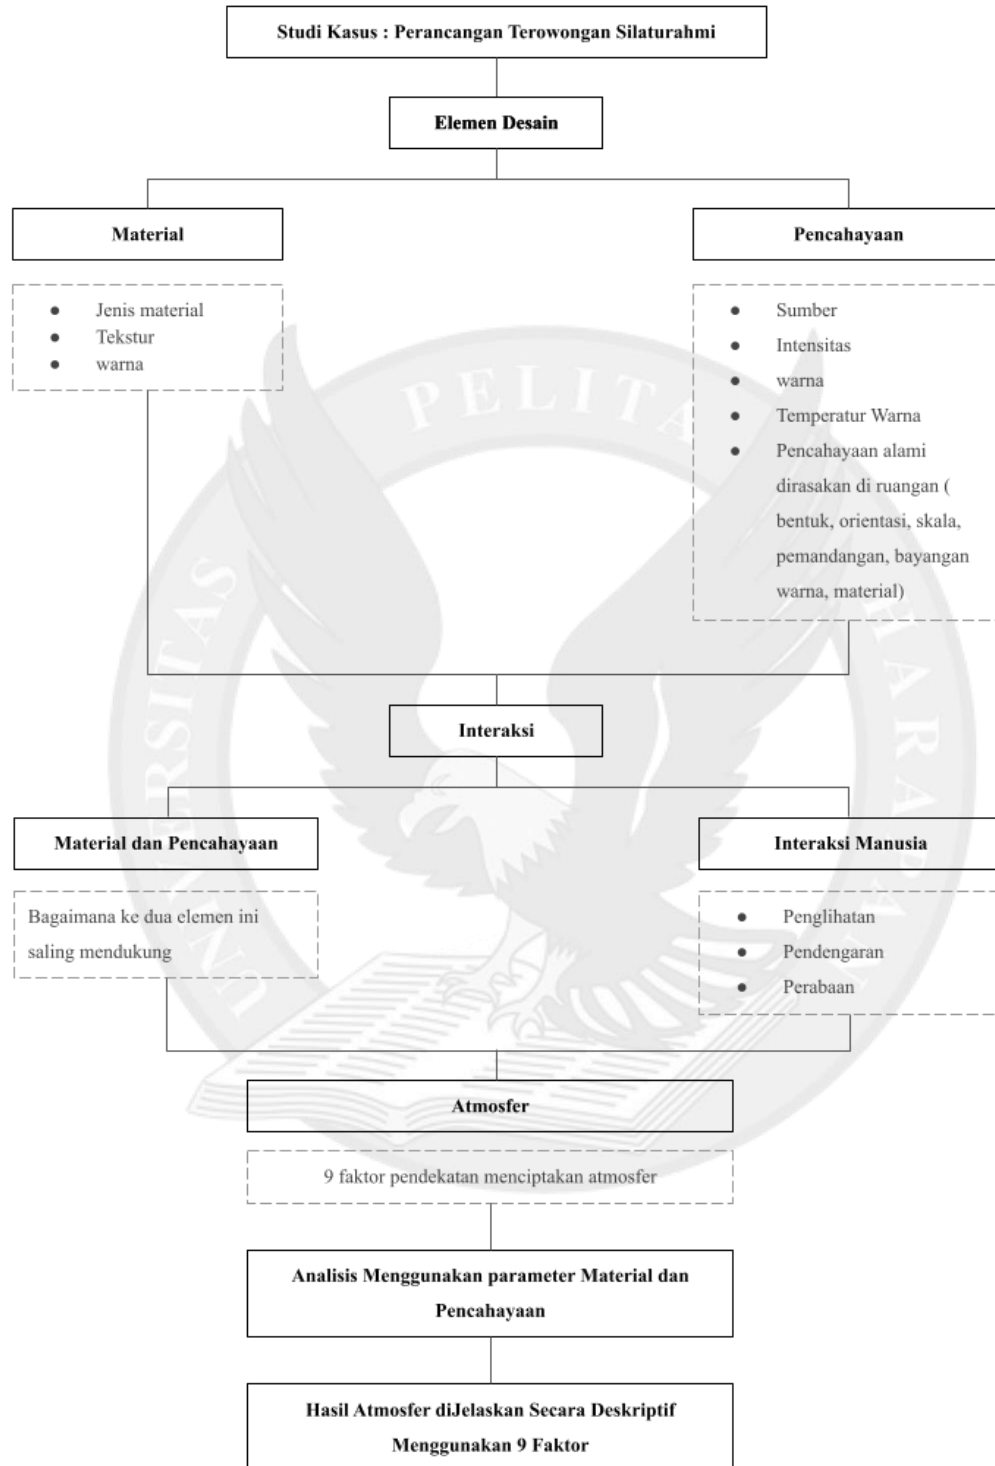 Studi Kasus : Perancangan Terowongan Silaturahmi
Elemen Desain
Material
Pencahayaan
● Jenis material
● Tekstur
● warna
● Sumber
● Intensitas
● warna
● Temperatur Warna
● Pencahayaan alami
dirasakan di ruangan (
bentuk, orientasi, skala,
pemandangan, bayangan
warna, material)
Interaksi
Material dan Pencahayaan
Interaksi Manusia
Bagaimana ke dua elemen ini
saling mendukung
● Penglihatan
● Pendengaran
● Perabaan
Atmosfer
9 faktor pendekatan menciptakan atmosfer
Analisis Menggunakan parameter Material dan
Pencahayaan
Hasil Atmosfer diJelaskan Secara Deskriptif
Menggunakan 9 Faktor
UNIVERSITAS PELITA HARAPAN